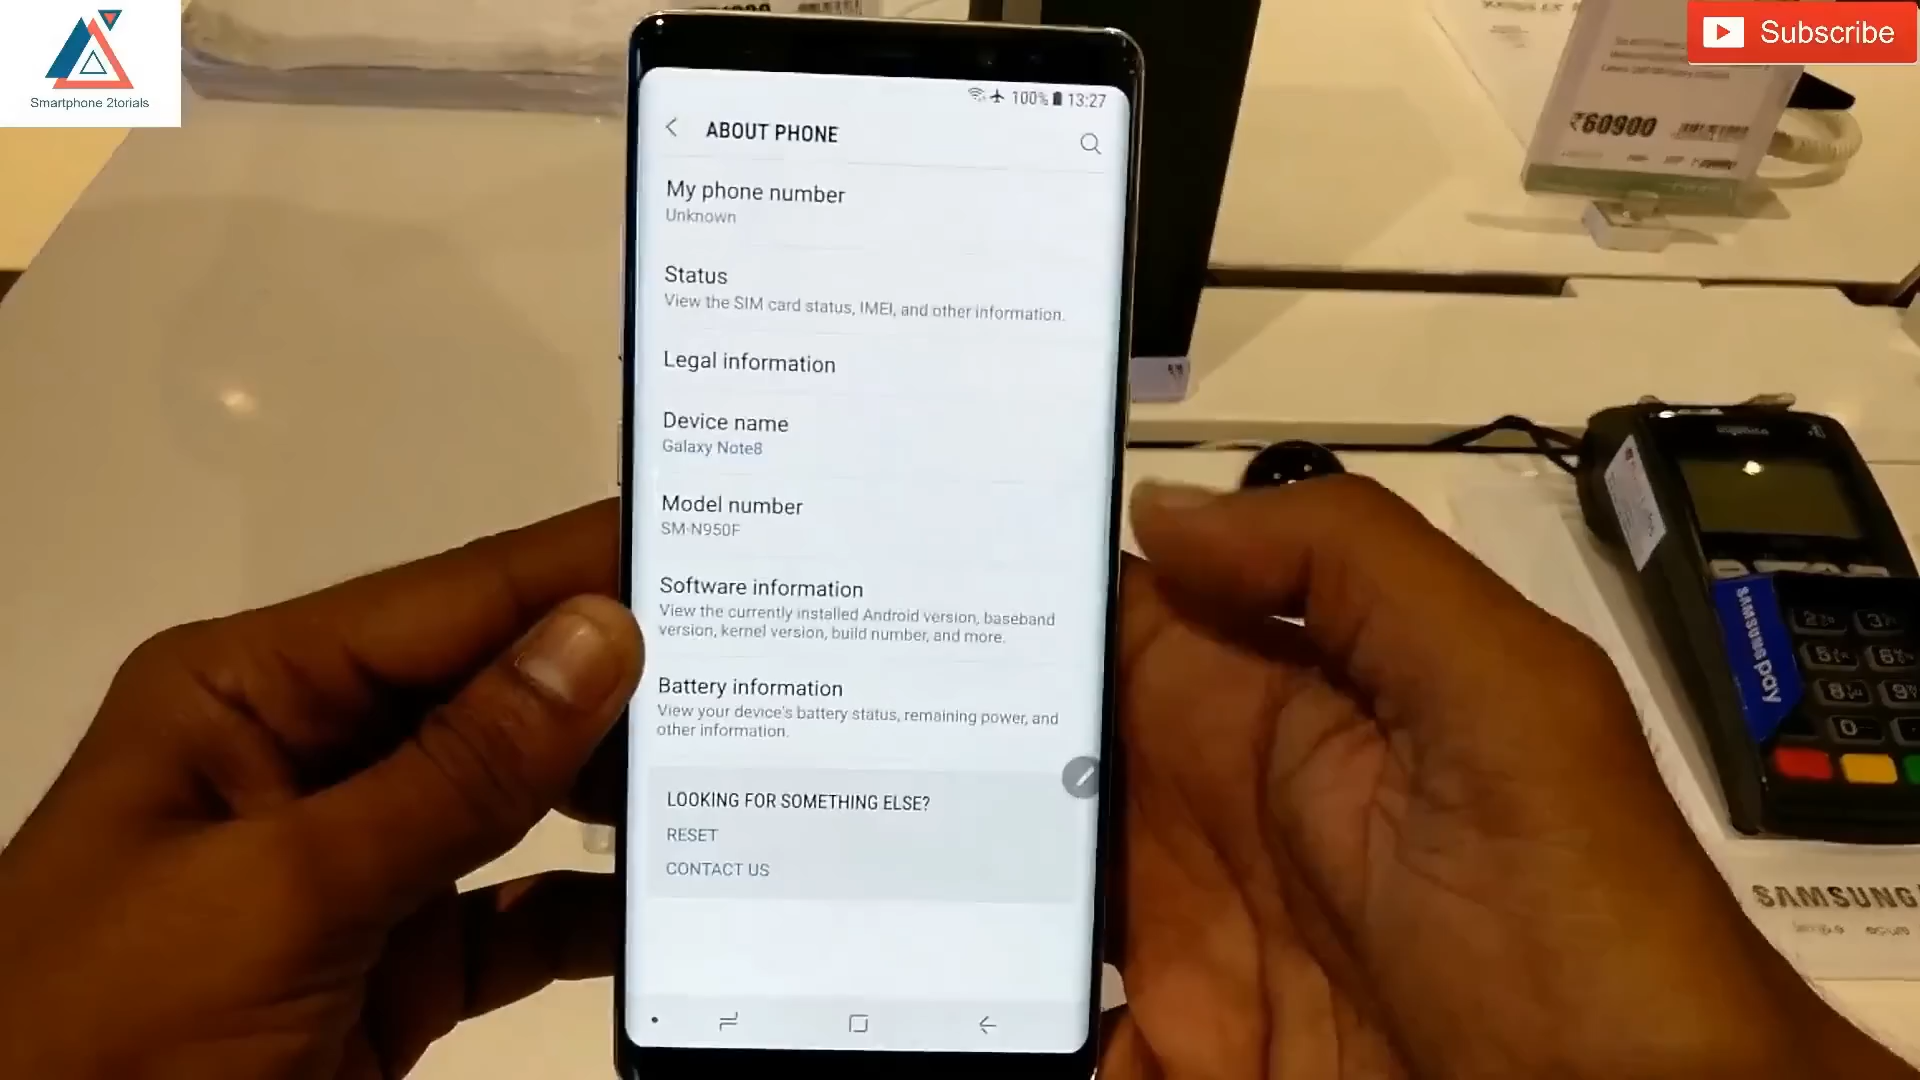 Smartphone 2torials
Subscribe
100% 13:27
ABOUT PHONE
My phone number
Unknown
Status
View the SIM card status, IMEI, and other information.
Legal information
Device name
Galaxy Note8
Model number
SM-N950F
Software information
View the currently installed Android version, baseband
version, kernel version, build number, and more.
Battery information
View your device's battery status, remaining power, and
other information.
LOOKING FOR SOMETHING ELSE?
RESET
CONTACT US
₹60900
SAMSUNG pay
SAMSUNG